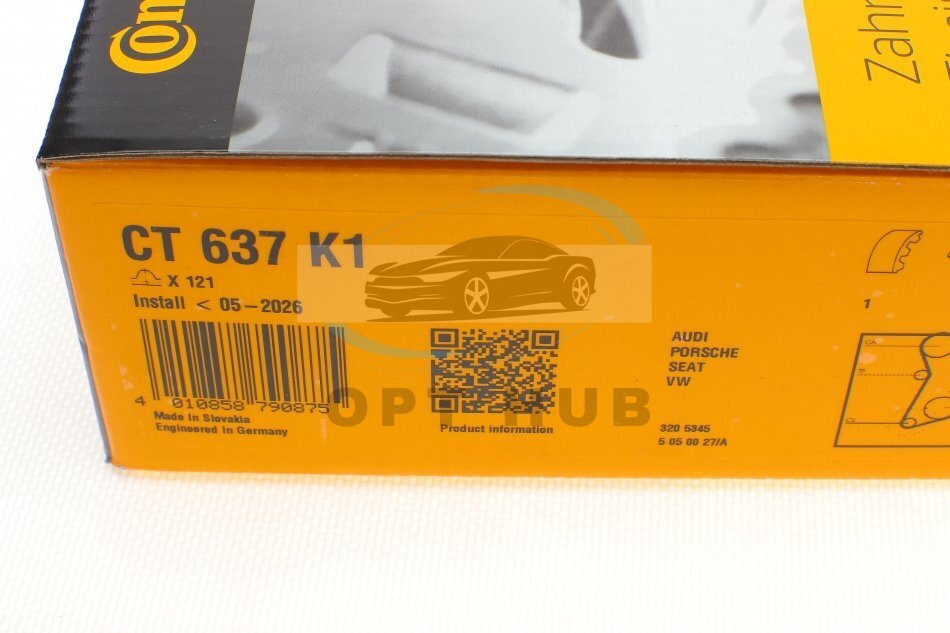 Zahn
CT 637 K1
X 121
Install < 05-2026
4 010858 790875
Made in Slovakia
Engineered in Germany
Product information
AUDI
PORSCHE
SEAT
VW
320 5345
5 05 00 27/A
1
OPTHUB